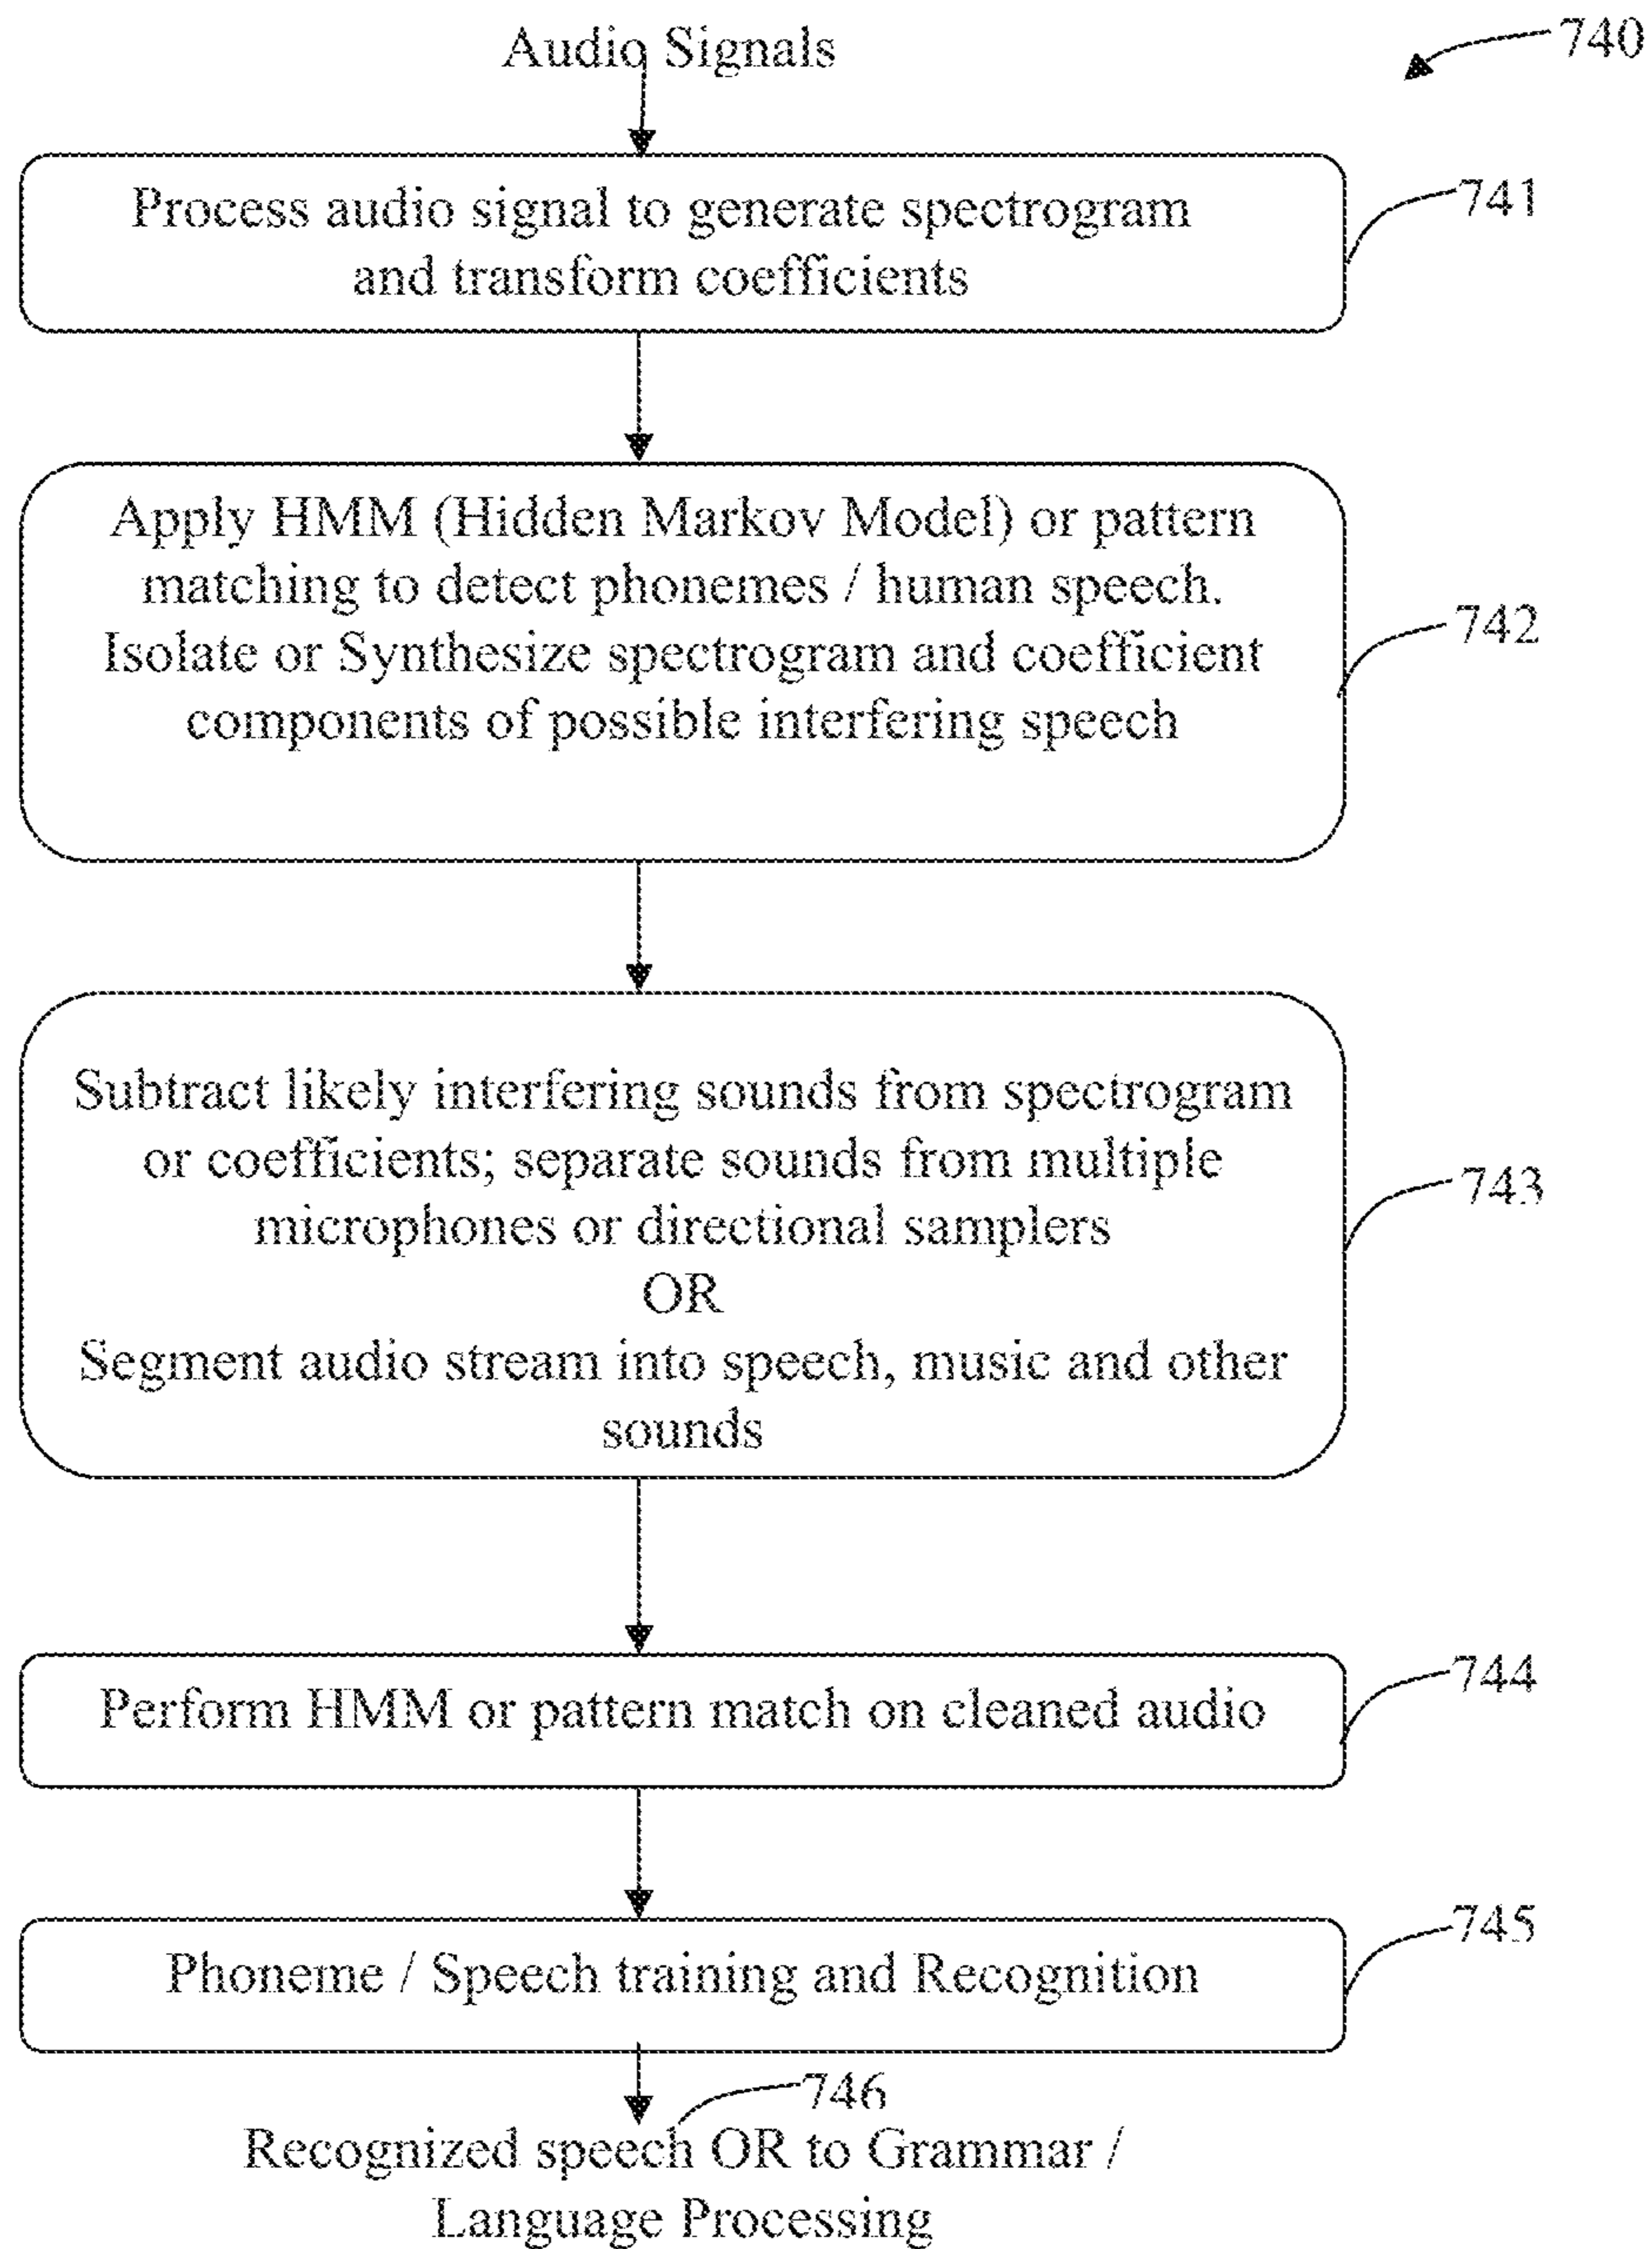 Audio Signals
740
Process audio signal to generate spectrogram
and transform coefficients
741
Apply HMM (Hidden Markov Model) or pattern
matching to detect phonemes / human speech.
Isolate or Synthesize spectrogram and coefficient
components of possible interfering speech
742
Subtract likely interfering sounds from spectrogram
or coefficients; separate sounds from multiple
microphones or directional samplers
OR
Segment audio stream into speech, music and other
sounds
743
Perform HMM or pattern match on cleaned audio
744
Phoneme / Speech training and Recognition
745
746
Recognized speech OR to Grammar /
Language Processing